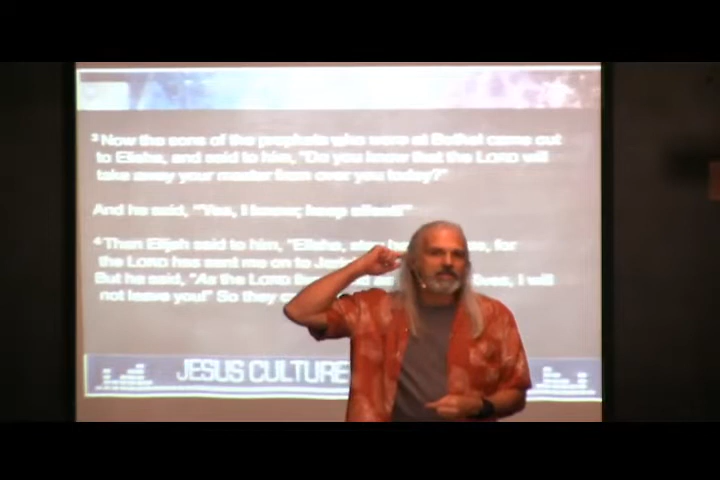 3 Now the sons of the prophets who were at Bethel came out
to Elisha, and said to him, "Do you know that the LORD will
take away your master from over you today?"
And he said, "Yes, I know; keep silent!"
4 Then Elijah said to him, "Elisha, for
the LORD has sent me on to
But he said, "As the LORD lives, I will
not leave you!" So they
JESUS CULTURE